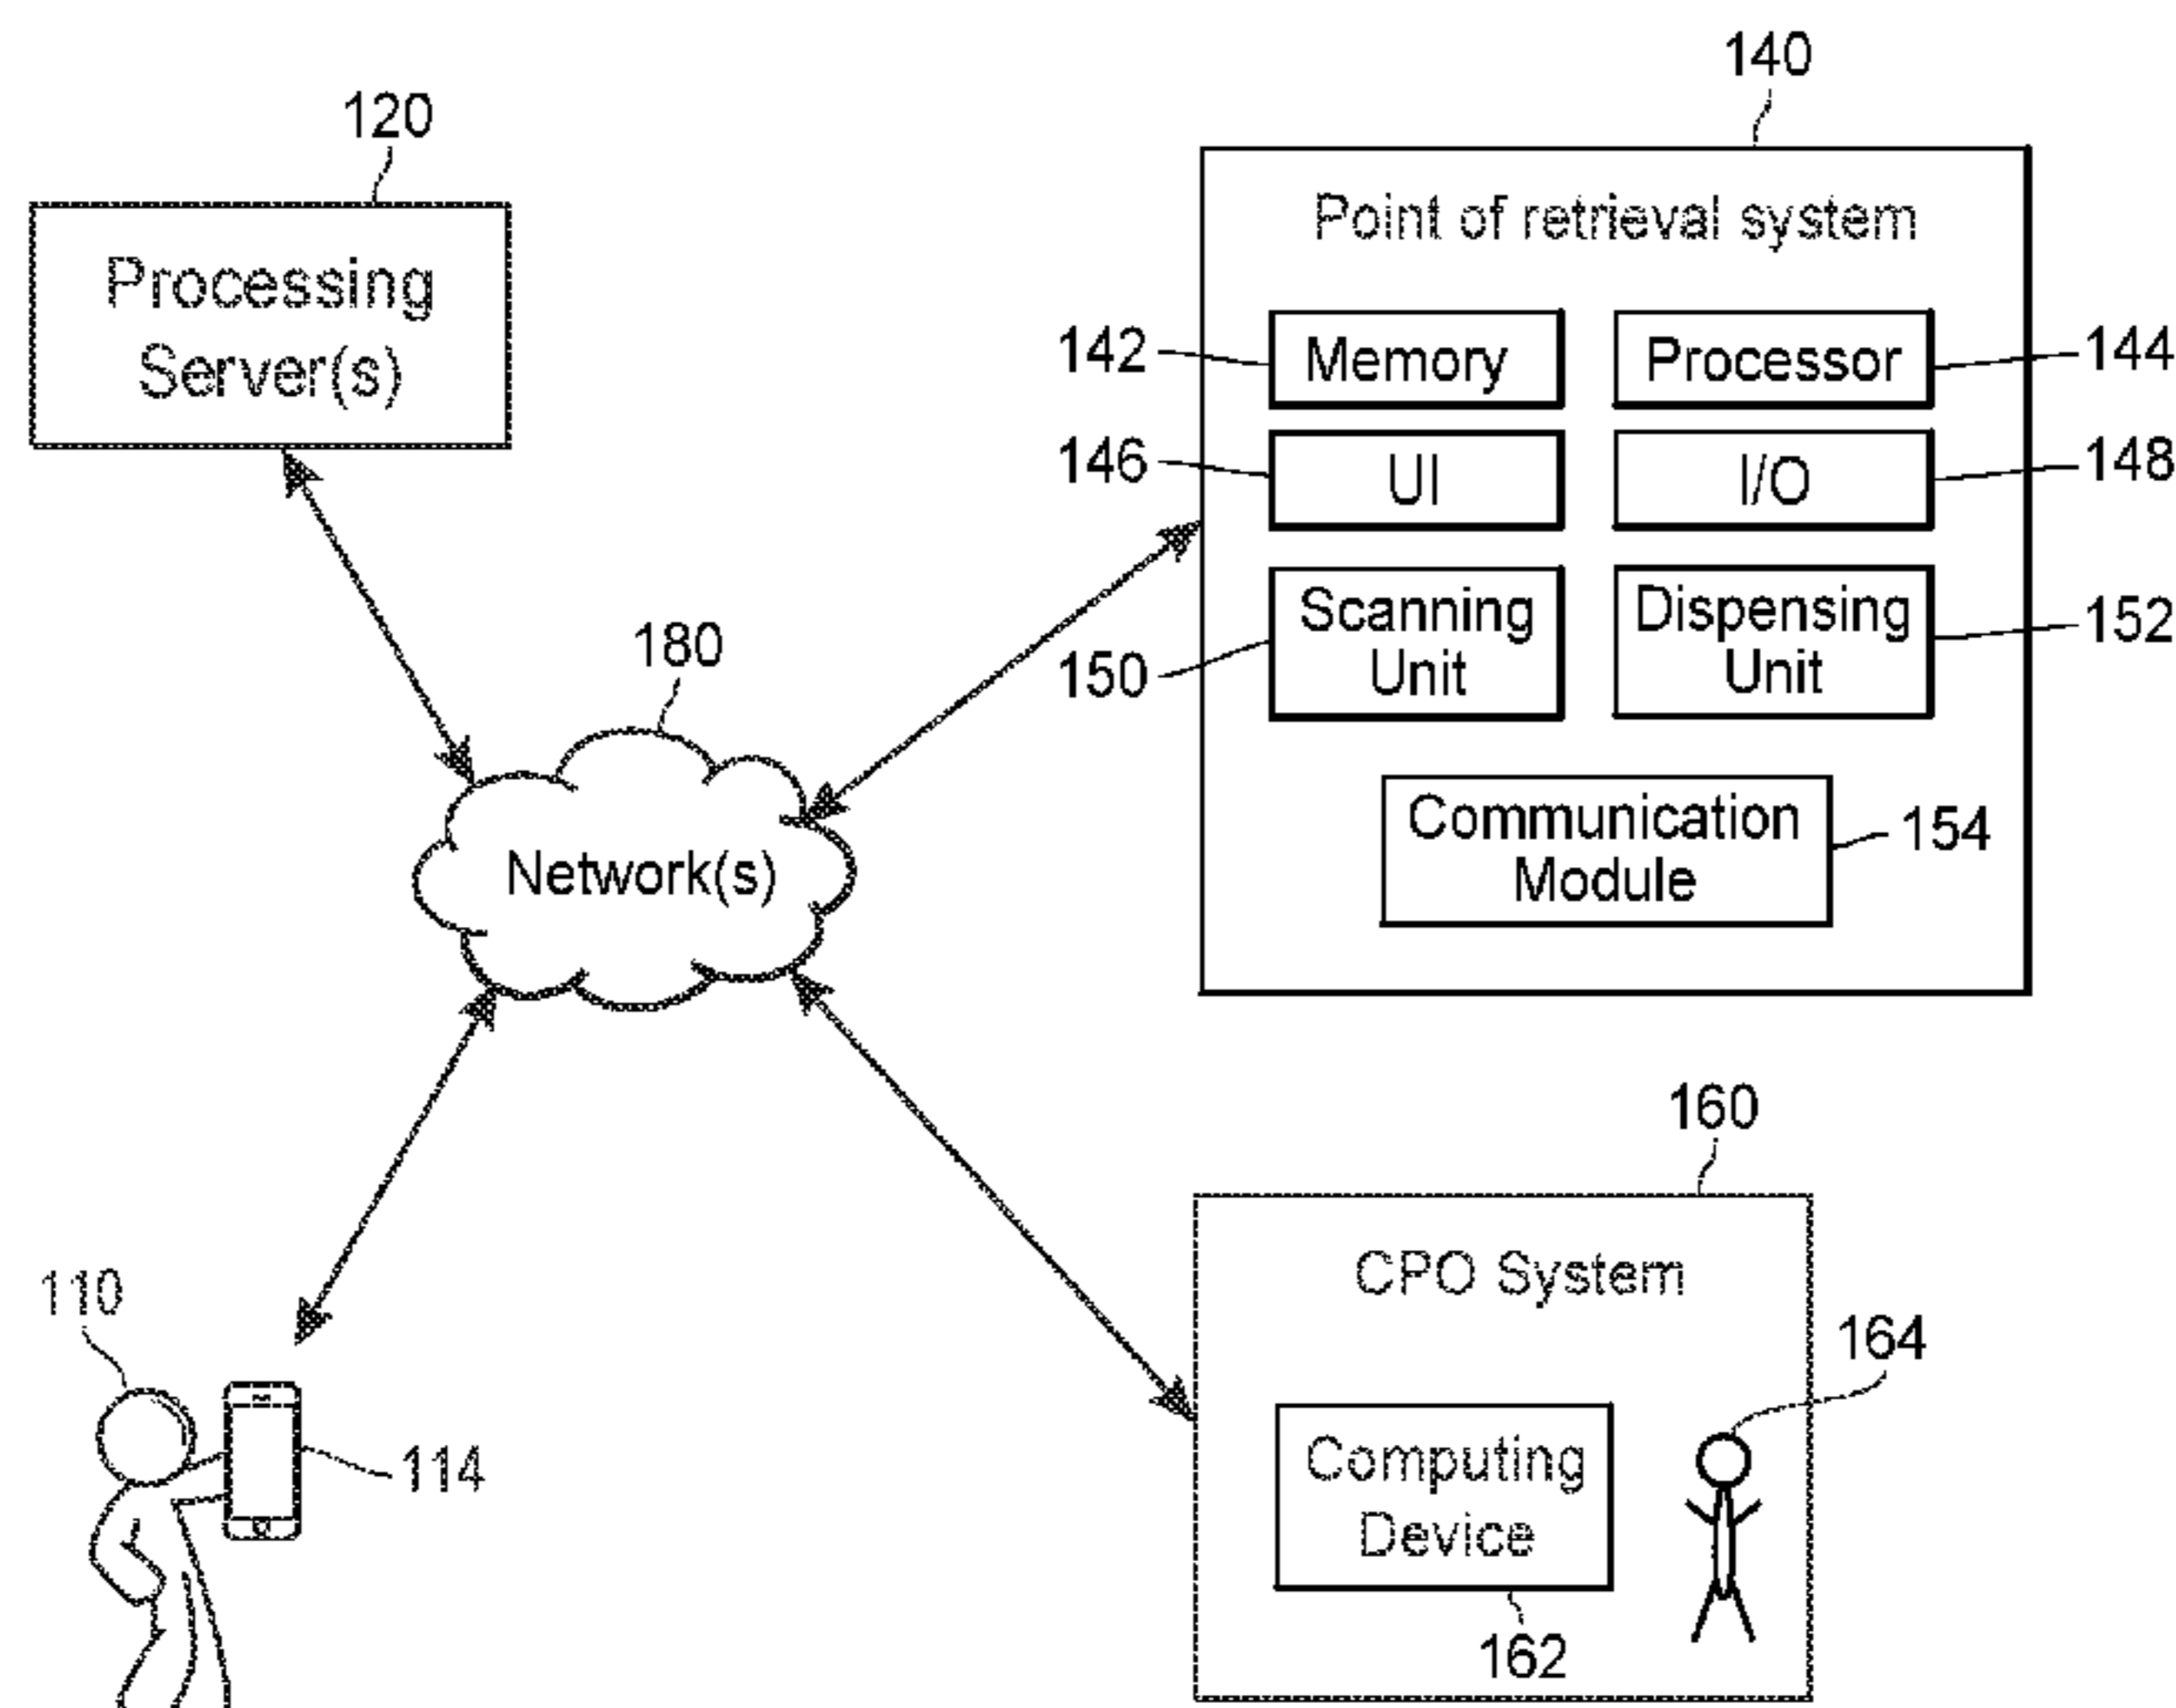 140
120
Point of retrieval system
Processing
Server(s)
142
Memory
Processor
144
146
UI
I/O
148
Scanning
Unit
150
Dispensing
Unit
152
180
Network(s)
Communication
Module
154
160
CPO System
110
164
114
Computing
Device
162